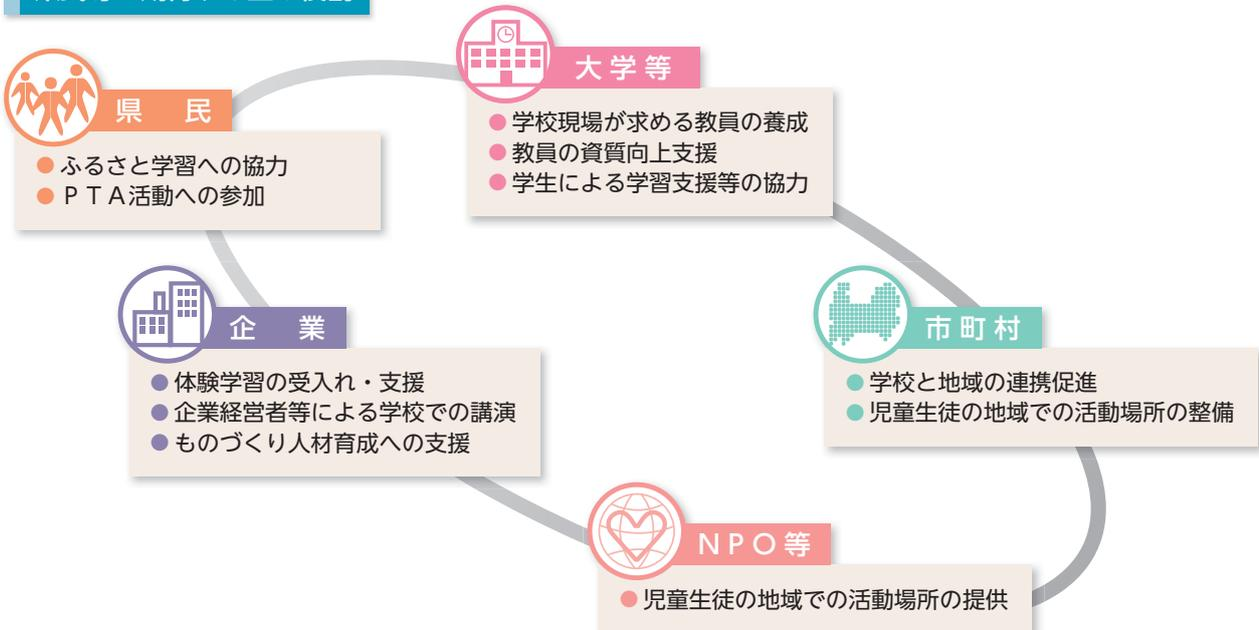 県　民
ふるさと学習への協力
ＰＴＡ活動への参加
大学等
学校現場が求める教員の養成
教員の資質向上支援
学生による学習支援等の協力
企　業
体験学習の受入れ・支援
企業経営者等による学校での講演
ものづくり人材育成への支援
市町村
学校と地域の連携促進
児童生徒の地域での活動場所の整備
NPO等
児童生徒の地域での活動場所の提供